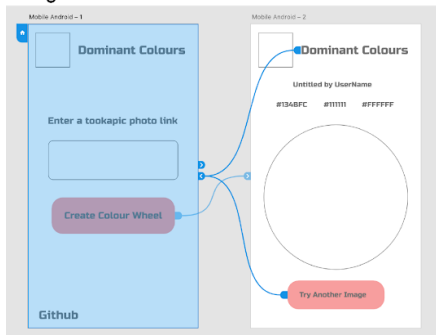 Mobile Android – 1
Dominant Colours
Enter a tookapic photo link
Create Colour Wheel
Github
Mobile Android – 2
Dominant Colours
Untitled by UserName
#134BFC #111111 #FFFFFF
Try Another Image